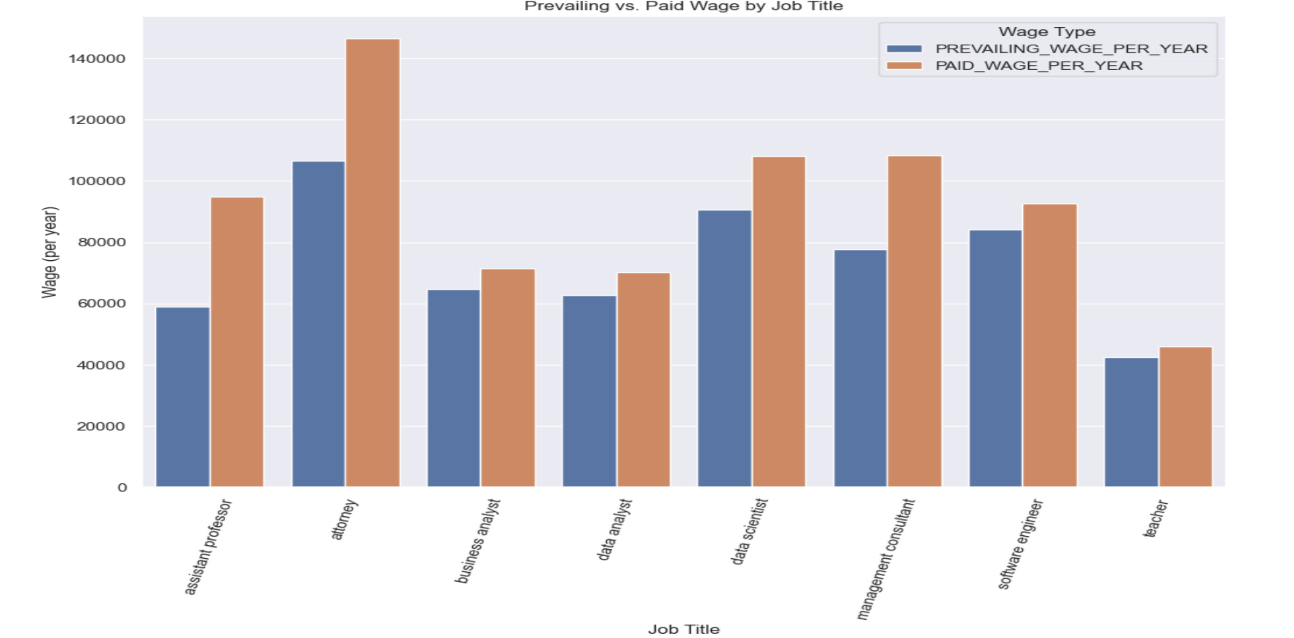 Prevailing vs. Paid Wage by Job Title
Wage Type
PREVAILING_WAGE_PER_YEAR
PAID_WAGE_PER_YEAR
Wage (per year)
140000
120000
100000
80000
60000
40000
20000
0
assistant professor
attorney
business analyst
data analyst
data scientist
management consultant
software engineer
teacher
Job Title